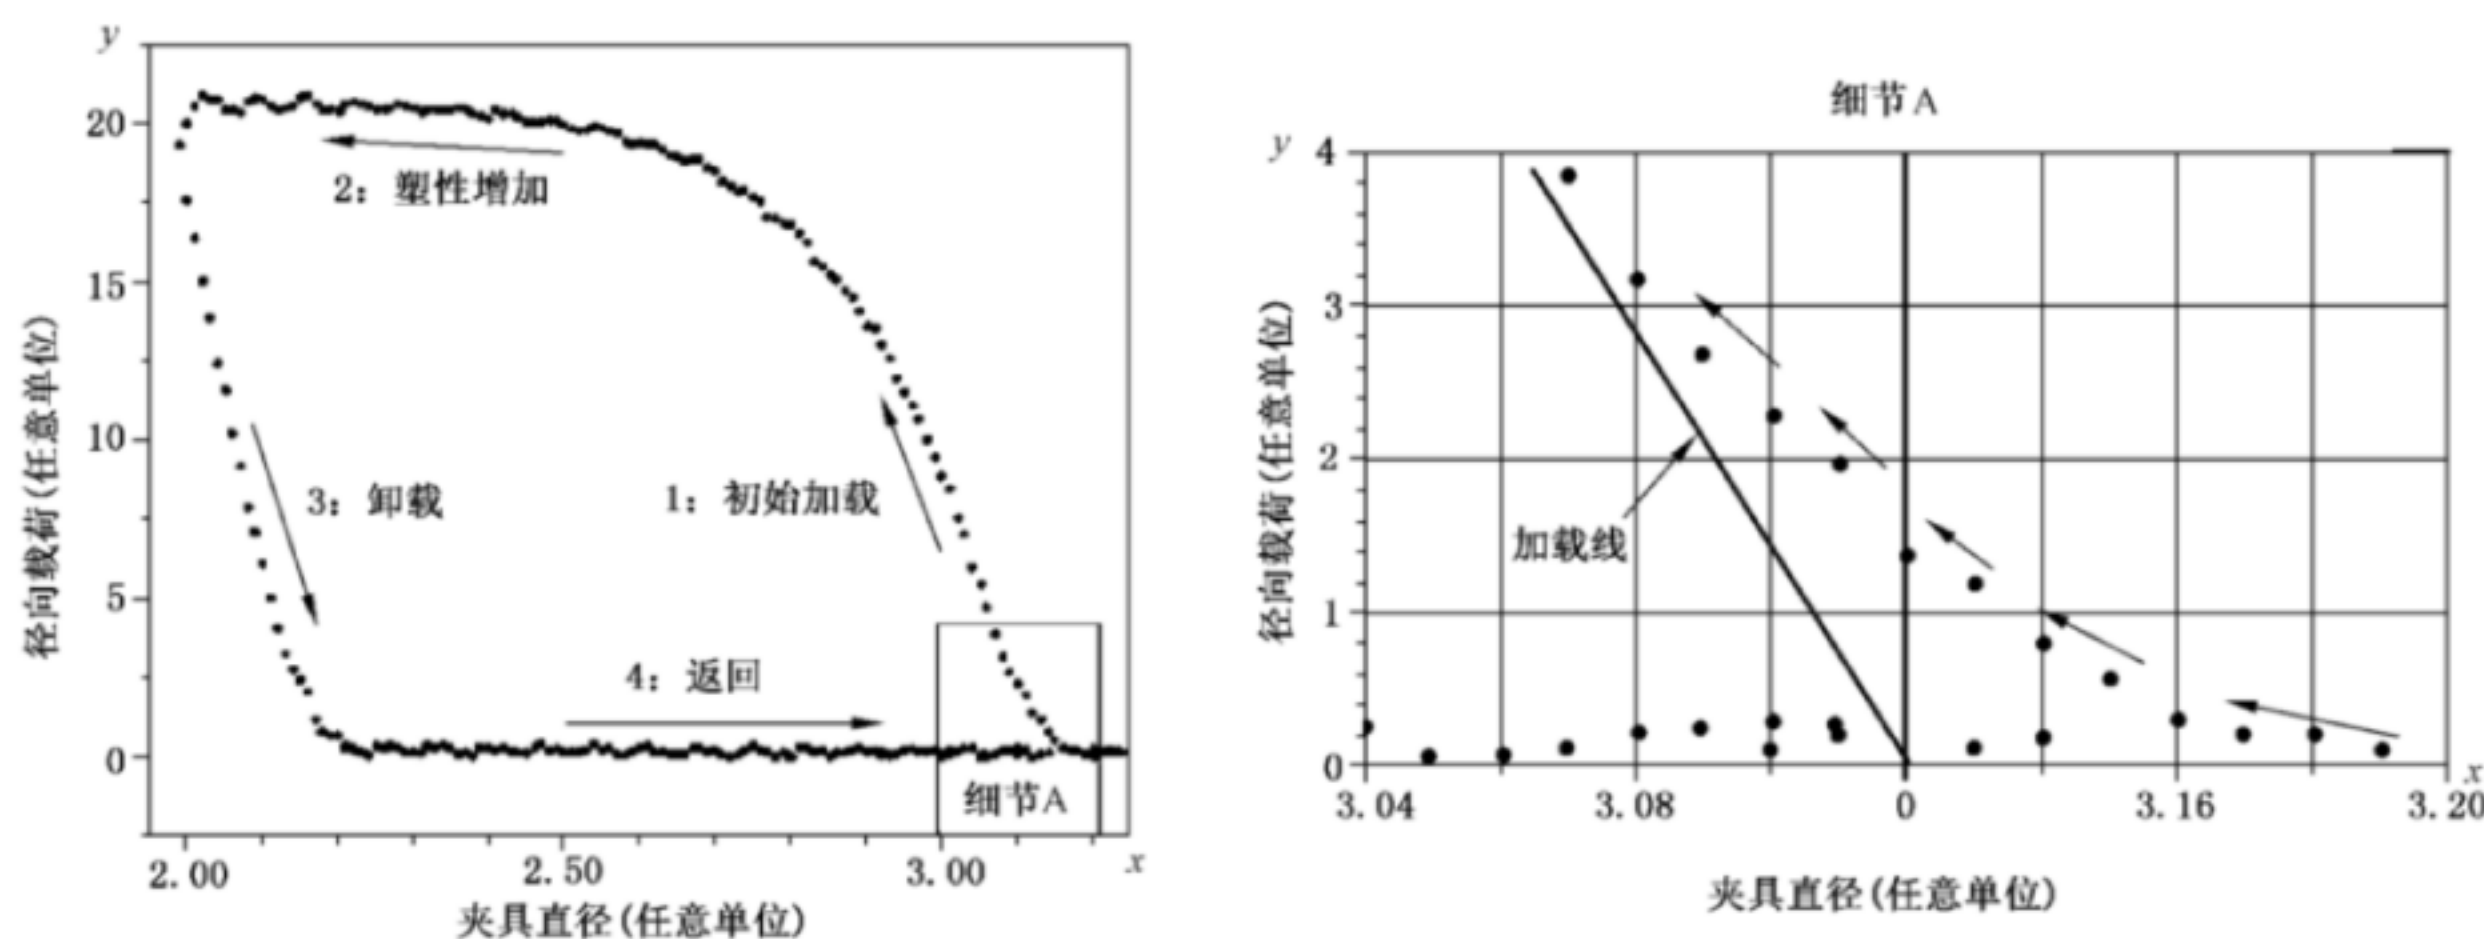 y
20
15
10
5
0
2.00
2.50
3.00
x
径向载荷(任意单位)
夹具直径(任意单位)
2：塑性增加
3：卸载
1：初始加载
4：返回
细节A
细节A
y
4
3
2
1
0
3.04
3.08
0
3.16
3.20
x
径向载荷(任意单位)
加载线
夹具直径(任意单位)